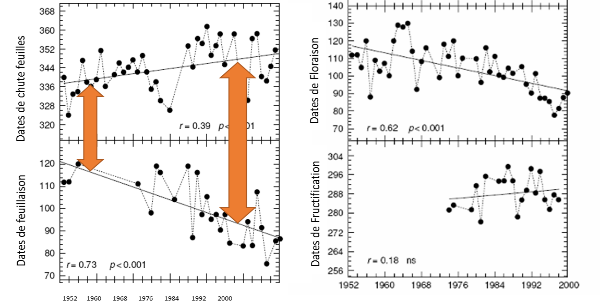 Dates de chute feuilles
368
360
352
344
336
328
320
r = 0.39 p< 01
Dates de feuillaison
120
110
100
90
80
70
r = 0.73 p<0.001
1952 1960 1968 1976 1984 1992 2000
Dates de Floraison
140
130
120
110
100
90
80
70
r = 0.62 p<0.001
Dates de Fructification
304
296
288
280
272
264
256
r = 0.18 ns
1952 1960 1968 1976 1984 1992 2000